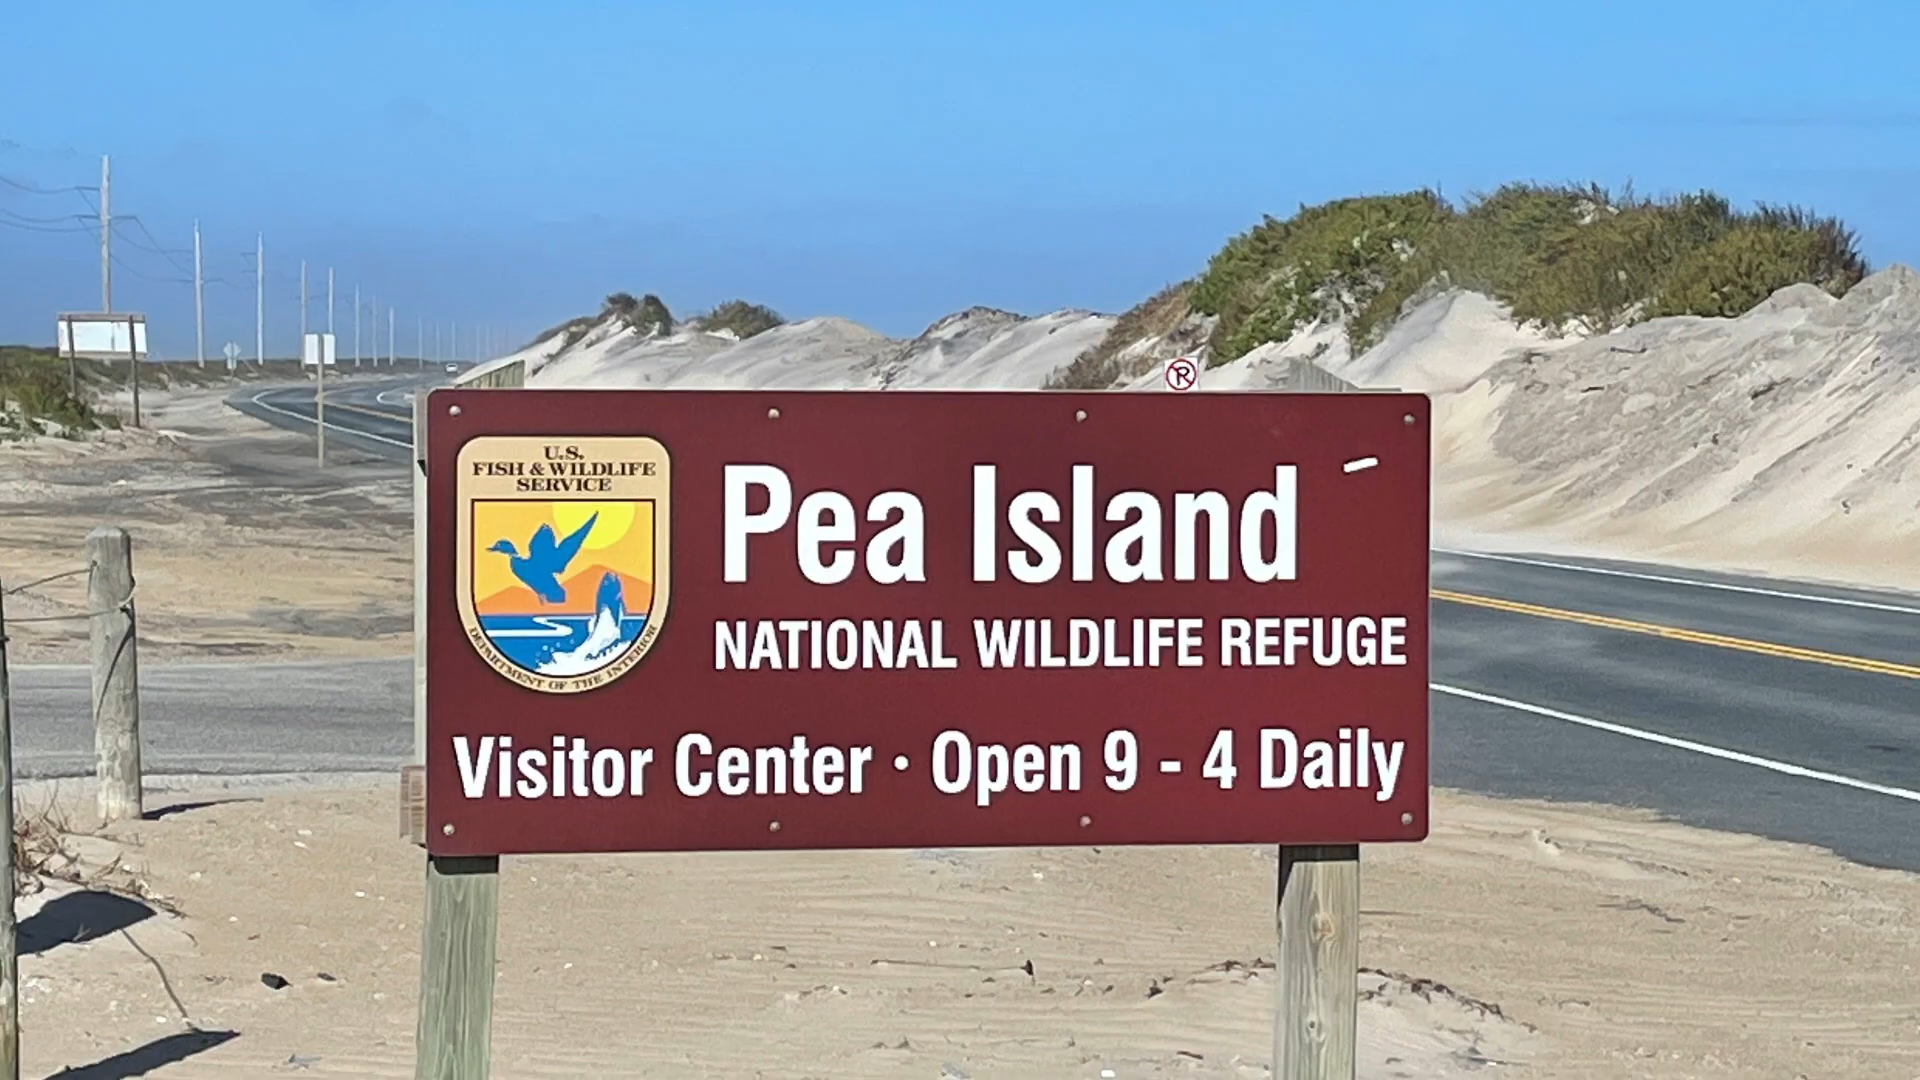 U.S.
FISH & WILDLIFE
SERVICE
DEPARTMENT OF THE INTERIOR
Pea Island
NATIONAL WILDLIFE REFUGE
Visitor Center · Open 9 - 4 Daily
P